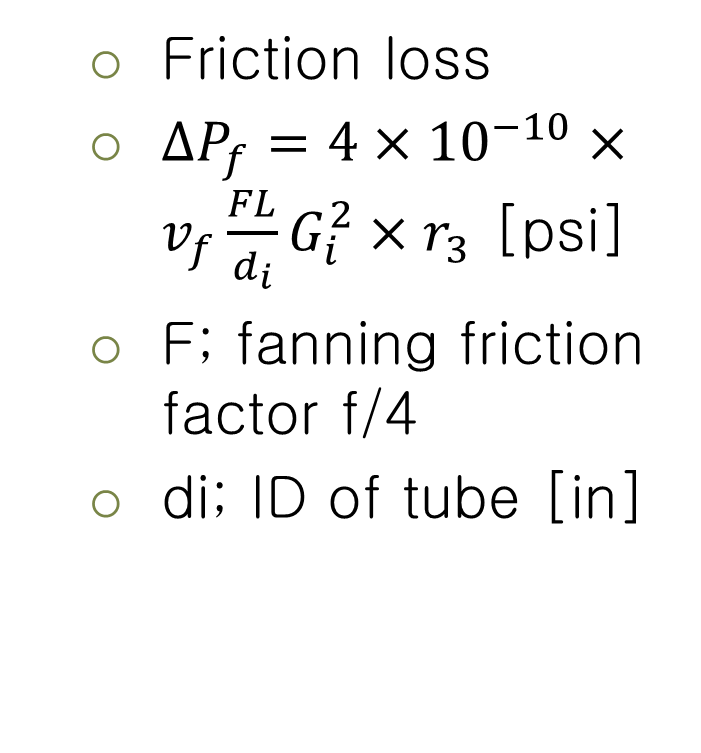 ○ Friction loss
○ ΔP_f = 4 × 10^{−10} ×
v_f \frac{FL}{d_i} G_i^2 × r_3 [psi]
○ F; fanning friction
factor f/4
○ di; ID of tube [in]